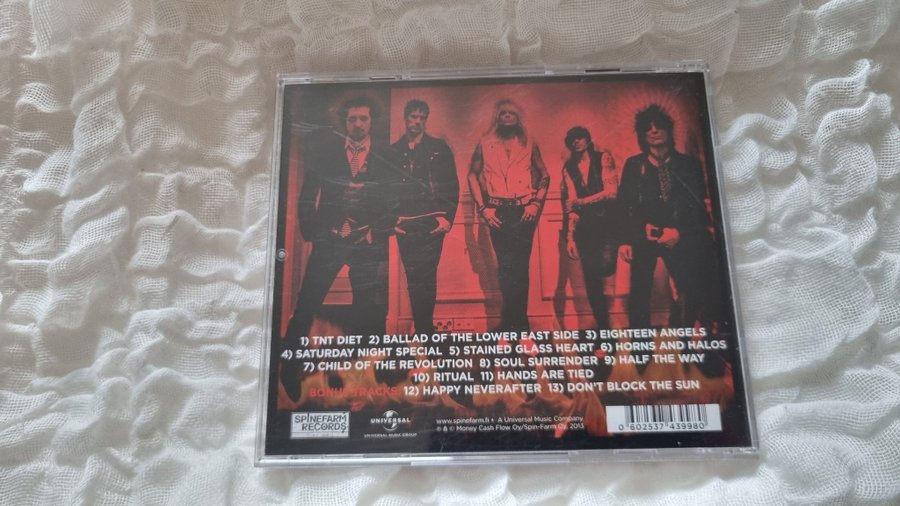 1) TNT DIET 2) BALLAD OF THE LOWER EAST SIDE 3) EIGHTEEN ANGELS
4) SATURDAY NIGHT SPECIAL 5) STAINED GLASS HEART 6) HORNS AND HALOS
7) CHILD OF THE REVOLUTION 8) SOUL SURRENDER 9) HALF THE WAY
10) RITUAL 11) HANDS ARE TIED
BONUS TRACKS: 12) HAPPY NEVERAFTER 13) DON'T BLOCK THE SUN
SPINEFARM
RECORDS
UNIVERSAL
UNIVERSAL MUSIC GROUP
www.spinefarm.fi • A Universal Music Company
℗ & © Money Cash Flow Oy/Spin-Farm Oy, 2013
0 602537 439980